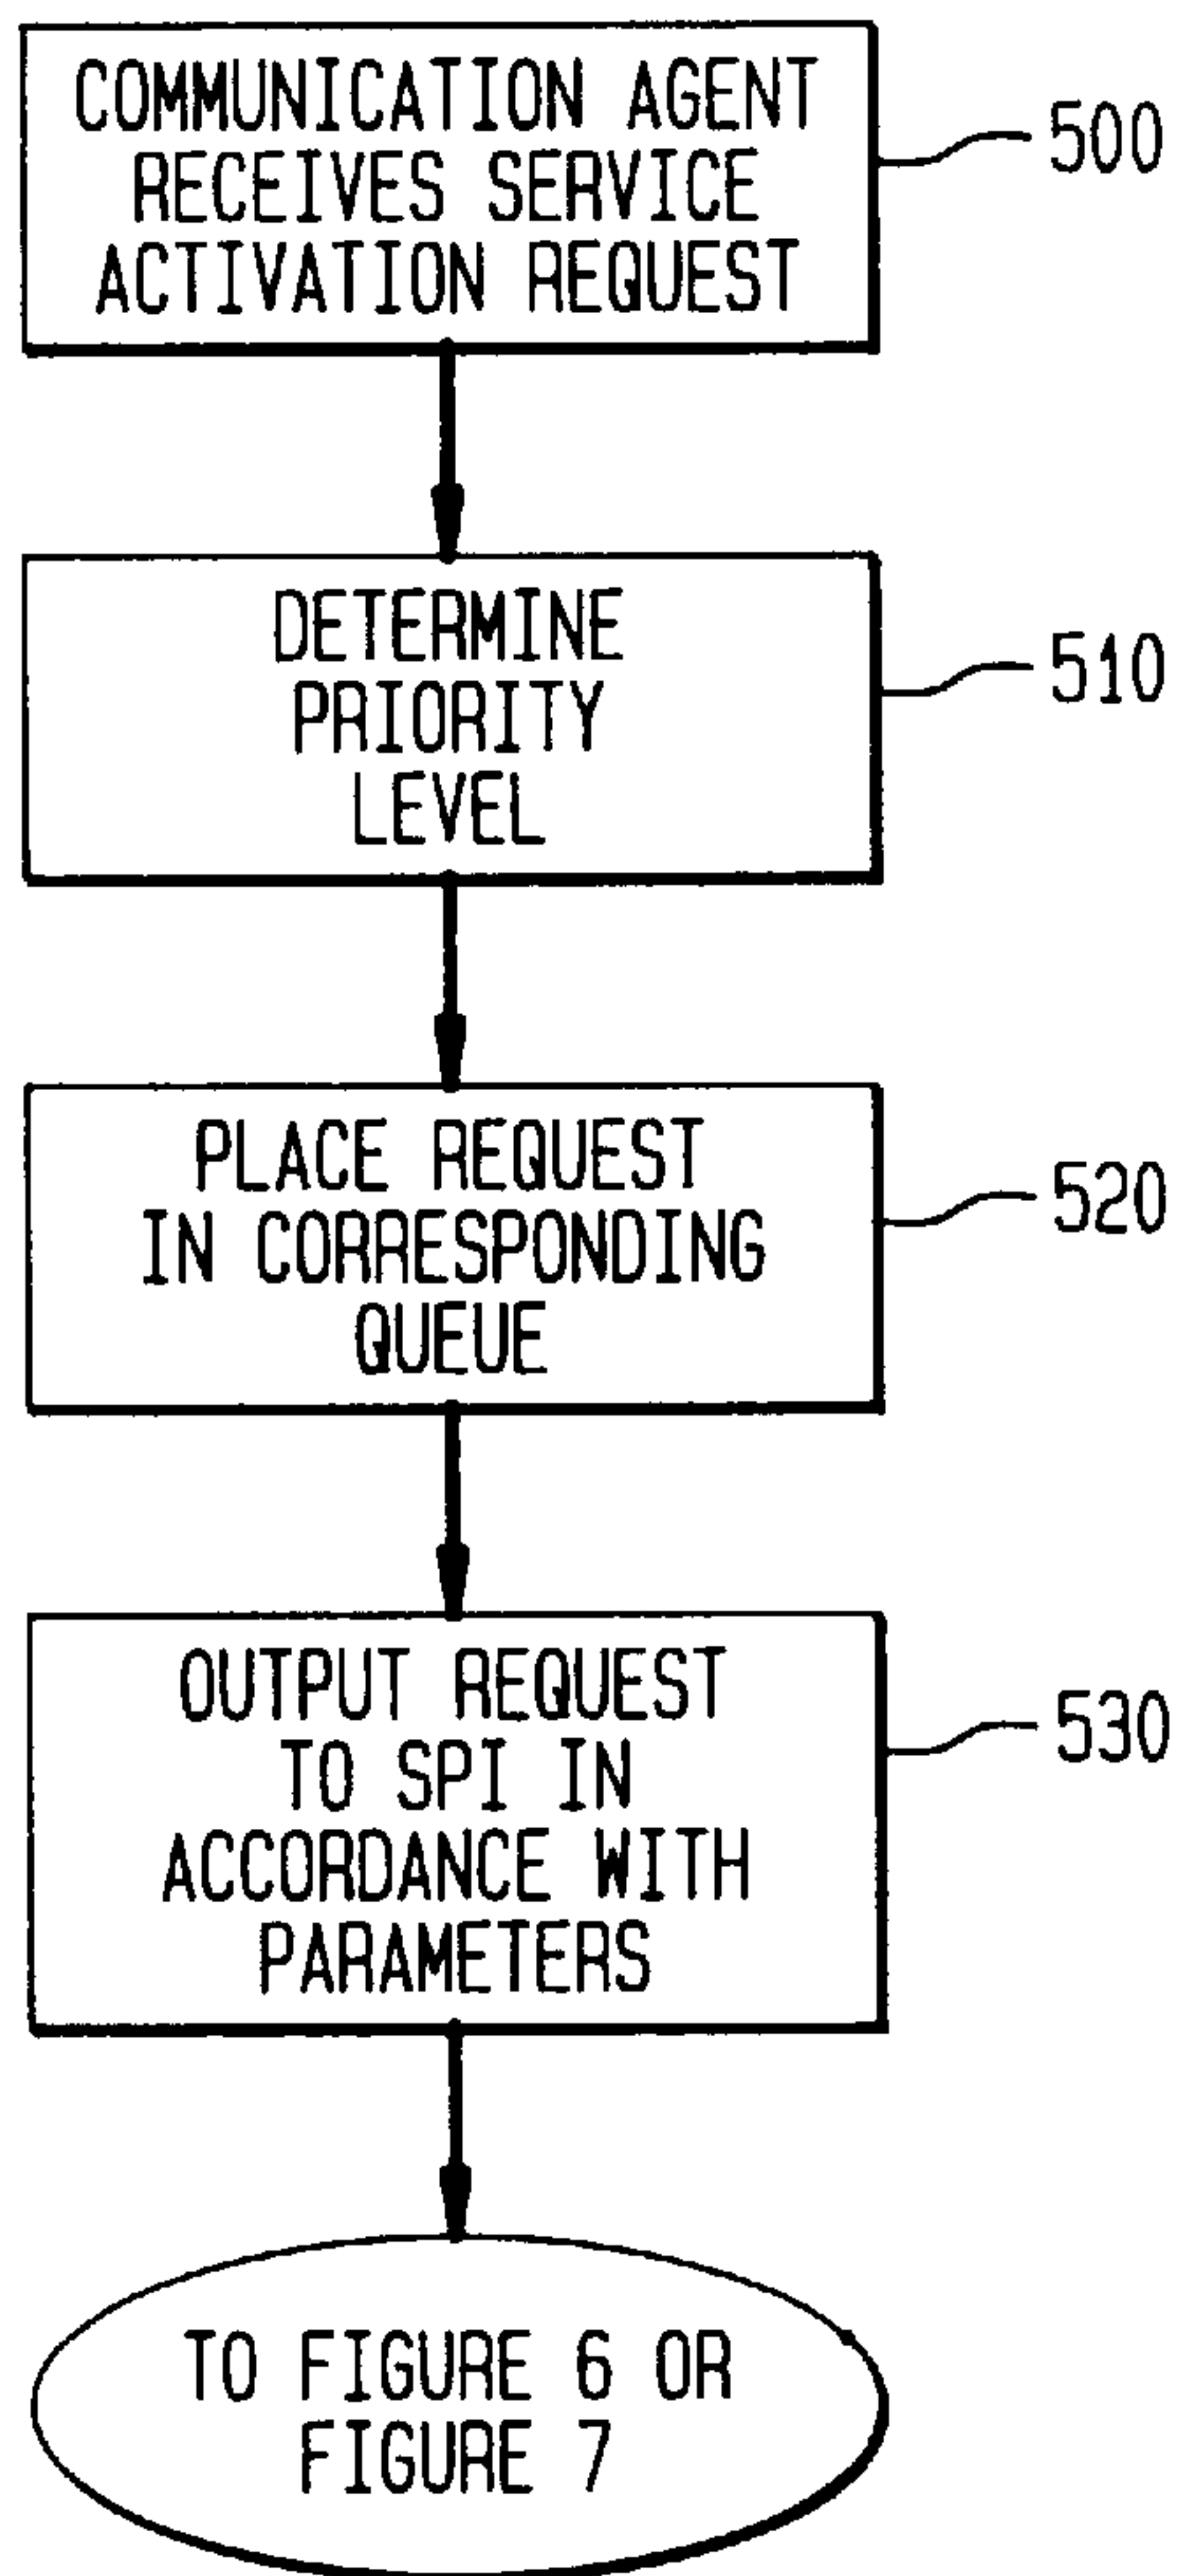 COMMUNICATION AGENT
RECEIVES SERVICE
ACTIVATION REQUEST
500
DETERMINE
PRIORITY
LEVEL
510
PLACE REQUEST
IN CORRESPONDING
QUEUE
520
OUTPUT REQUEST
TO SPI IN
ACCORDANCE WITH
PARAMETERS
530
TO FIGURE 6 OR
FIGURE 7